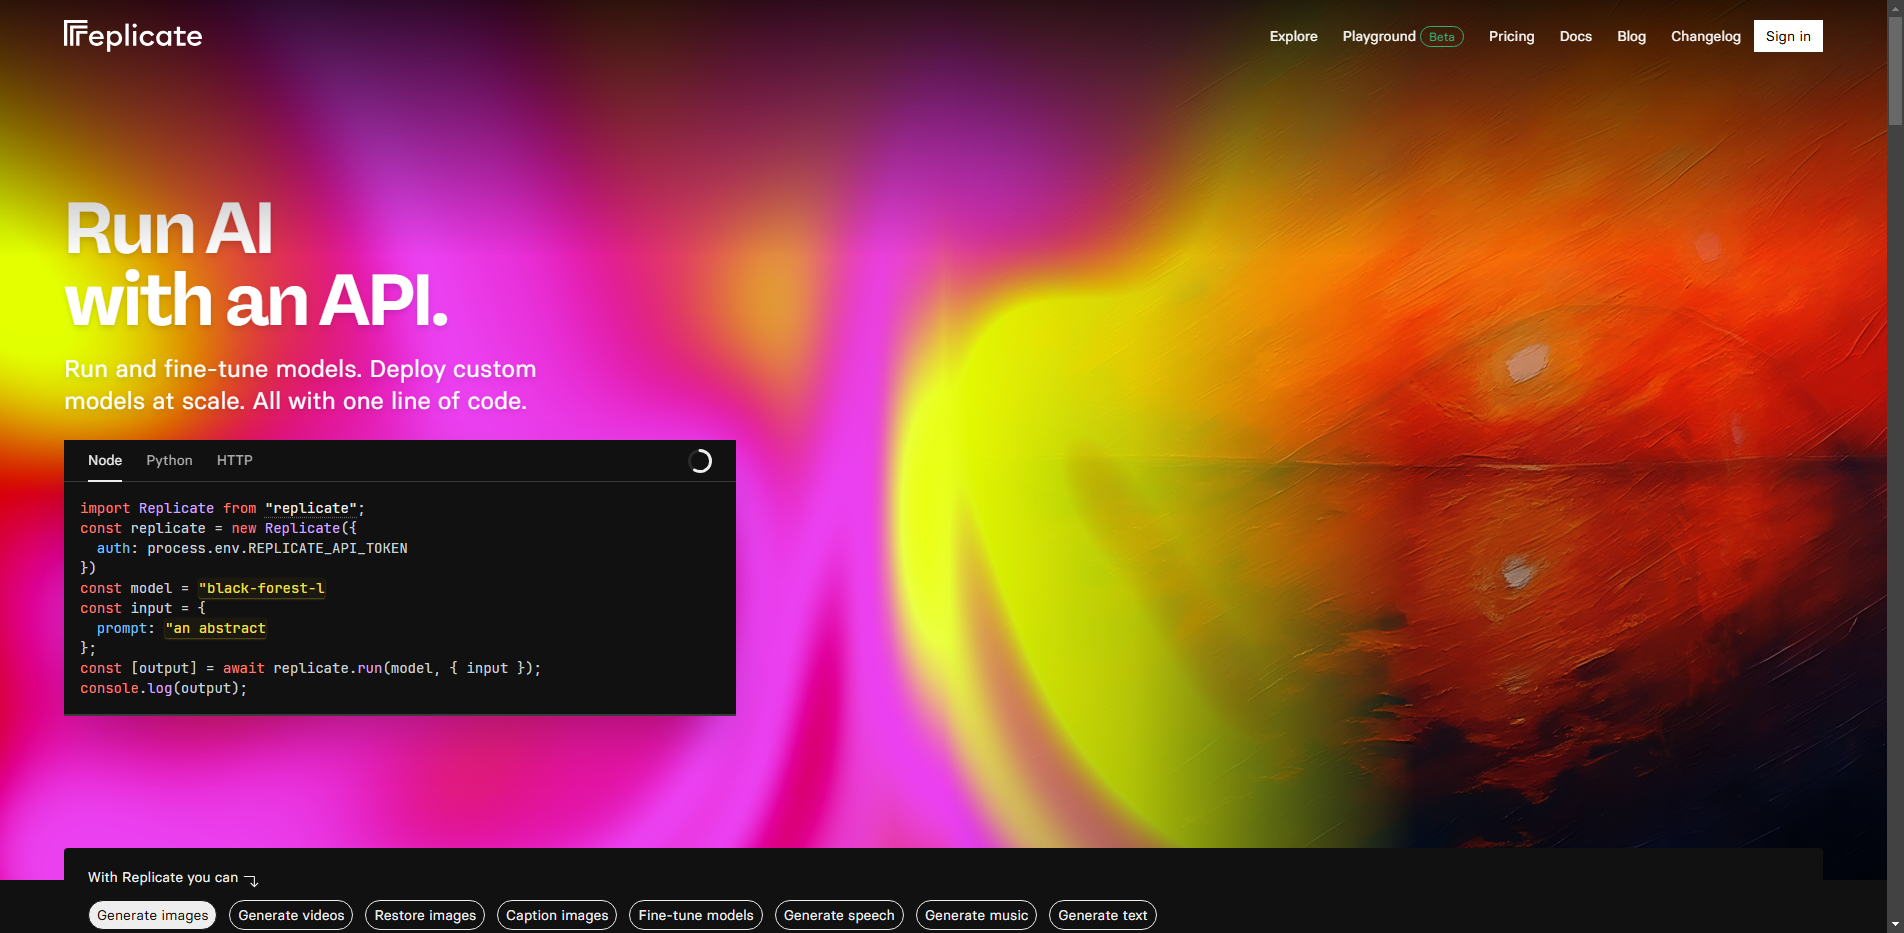 Replicate
Explore
Playground Beta
Pricing
Docs
Blog
Changelog
Sign in
Run AI
with an API.
Run and fine-tune models. Deploy custom
models at scale. All with one line of code.
Node Python HTTP
import Replicate from "replicate";
const replicate = new Replicate({
  auth: process.env.REPLICATE_API_TOKEN
})
const model = "black-forest-l
const input = {
  prompt: "an abstract
};
const [output] = await replicate.run(model, { input });
console.log(output);
With Replicate you can
Generate images
Generate videos
Restore images
Caption images
Fine-tune models
Generate speech
Generate music
Generate text